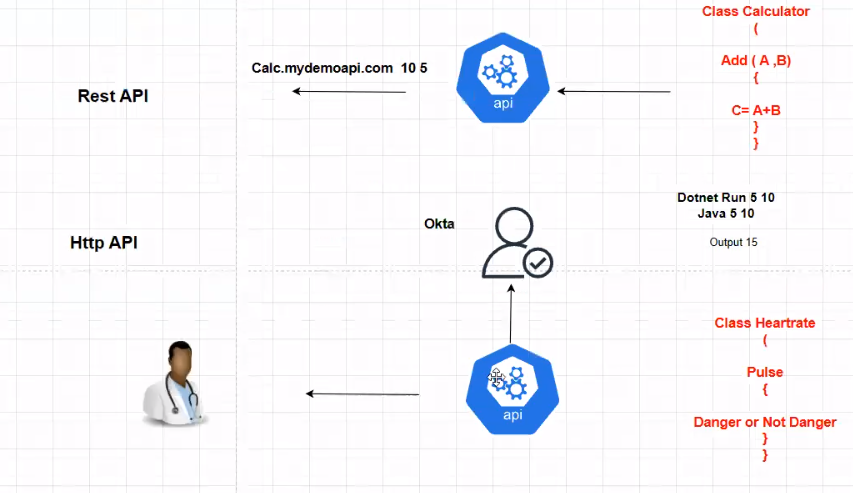 Class Calculator
(
Add ( A ,B)
{
C= A+B
}
}
Calc.mydemoapi.com 10 5
api
Rest API
Dotnet Run 5 10
Java 5 10
Output 15
Okta
Http API
Class Heartrate
(
Pulse
{
Danger or Not Danger
}
}
api